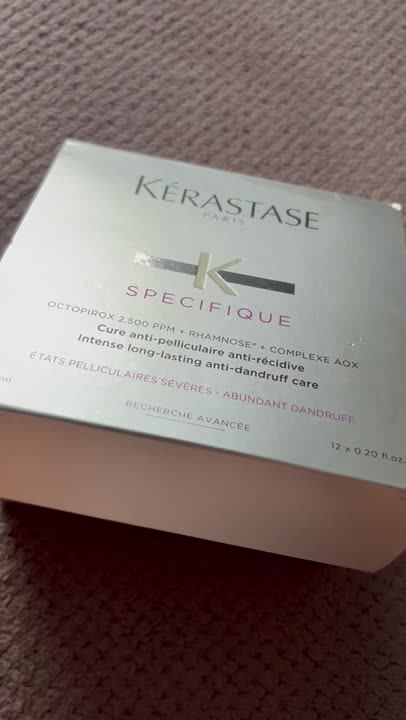 KÉRASTASE
PARIS
K
SPECIFIQUE
OCTOPIROX 2.500 PPM + RHAMNOSE* + COMPLEXE AOX
Cure anti-pelliculaire anti-récidive
Intense long-lasting anti-dandruff care
ÉTATS PELLICULAIRES SÉVÈRES - ABUNDANT DANDRUFF
RECHERCHE AVANCÉE
ml
12 x 0.20 fl.oz.